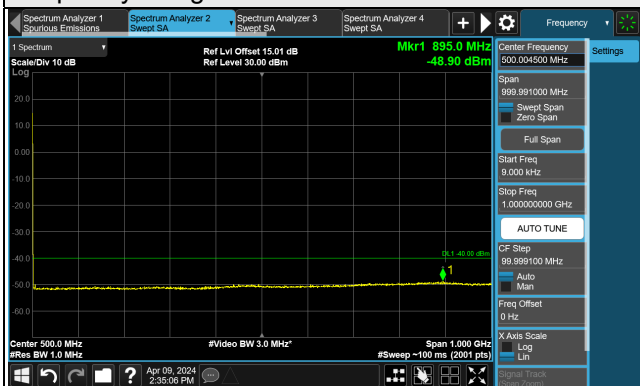 Spectrum Analyzer 1
Spurious Emissions
Spectrum Analyzer 2
Swept SA
Spectrum Analyzer 3
Swept SA
Spectrum Analyzer 4
Swept SA
Frequency
1 Spectrum
Scale/Div 10 dB
Log
Ref Lvl Offset 15.01 dB
Ref Level 30.00 dBm
Mkr1 895.0 MHz
-48.90 dBm
20.0
10.0
0.00
-10.0
-20.0
-30.0
-40.0
-50.0
-60.0
DL1 -40.00 dBm
1
Center 500.0 MHz
#Res BW 1.0 MHz
#Video BW 3.0 MHz*
Span 1.000 GHz
#Sweep ~100 ms (2001 pts)
Center Frequency
500.004500 MHz
Settings
Span
999.991000 MHz
Swept Span
Zero Span
Full Span
Start Freq
9.000 kHz
Stop Freq
1.000000000 GHz
AUTO TUNE
CF Step
99.999100 MHz
Auto
Man
Freq Offset
0 Hz
X Axis Scale
Log
Lin
Signal Track
(Span Zoom)
Apr 09, 2024
2:35:06 PM